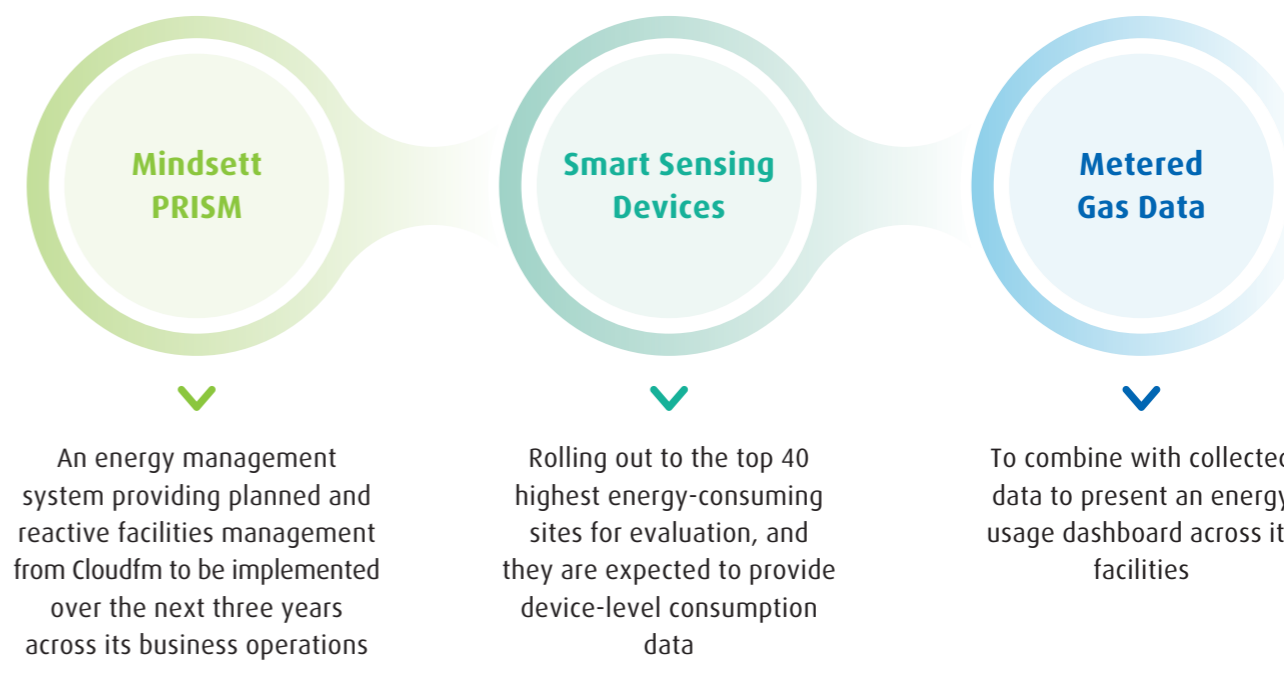 Mindsett
PRISM
An energy management
system providing planned and
reactive facilities management
from Cloudfm to be implemented
over the next three years
across its business operations
Smart Sensing
Devices
Rolling out to the top 40
highest energy-consuming
sites for evaluation, and
they are expected to provide
device-level consumption
data
Metered
Gas Data
To combine with collected
data to present an energy
usage dashboard across it
facilities